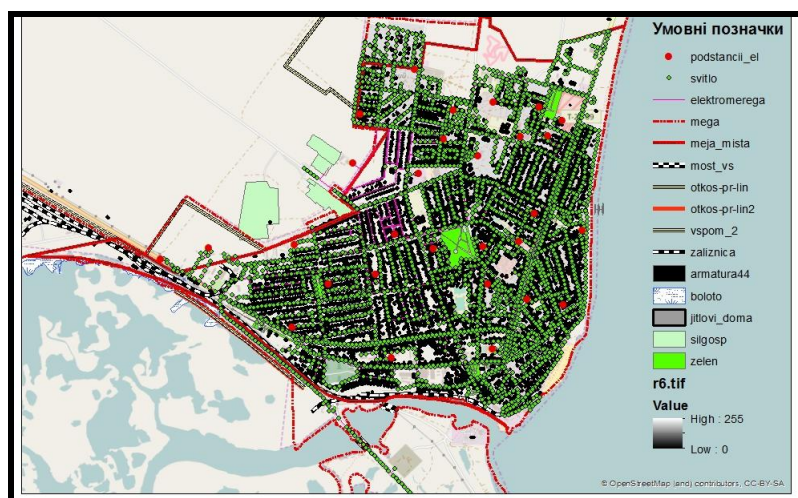 Умовні позначки
podstancii_el
svitlo
elektromerega
mega
meja_mista
most_vs
otkos-pr-lin
otkos-pr-lin2
vspom_2
zaliznica
armatura44
boloto
jitlovi_doma
silgosp
zelen
r6.tif
Value
High : 255
Low : 0
© OpenStreetMap (and) contributors, CC-BY-SA